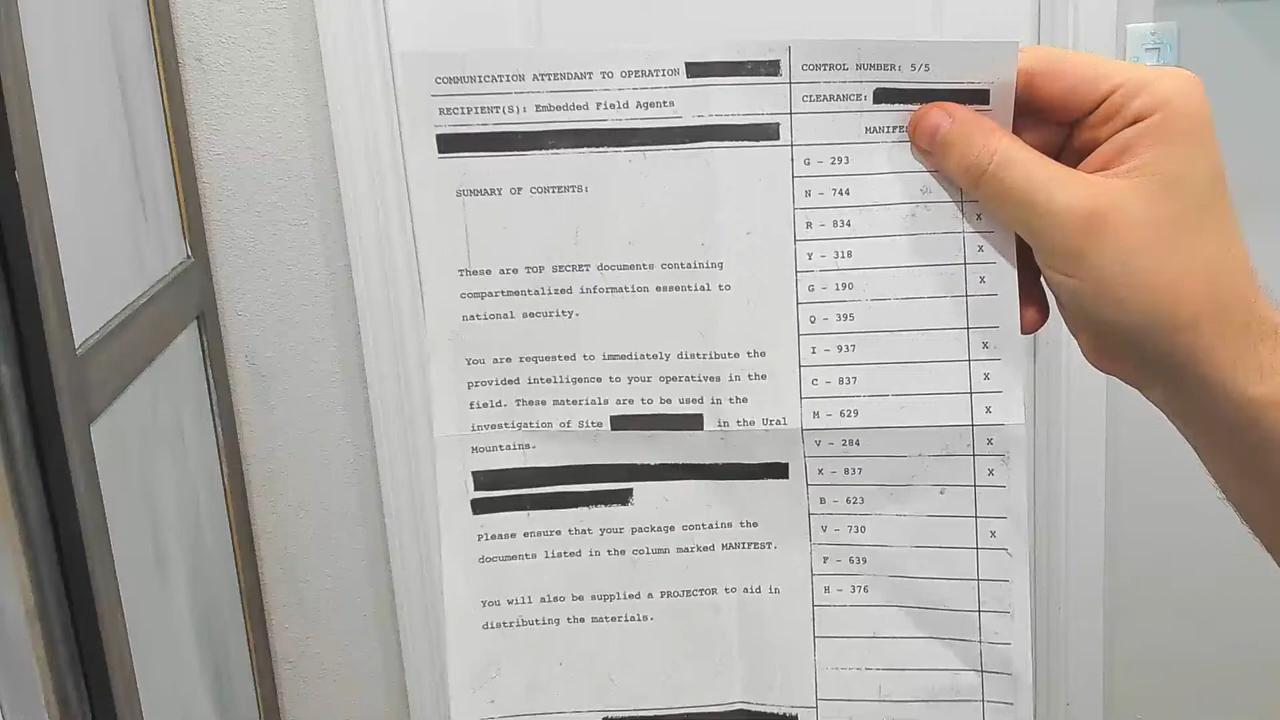 COMMUNICATION ATTENDANT TO OPERATION
RECIPIENT(S): Embedded Field Agents
SUMMARY OF CONTENTS:
These are TOP SECRET documents containing
compartmentalized information essential to
national security.
You are requested to immediately distribute the
provided intelligence to your operatives in the
field. These materials are to be used in the
investigation of Site in the Ural
Mountains.
Please ensure that your package contains the
documents listed in the column marked MANIFEST.
You will also be supplied a PROJECTOR to aid in
distributing the materials.
CONTROL NUMBER: 5/5
CLEARANCE:
G - 293
N - 744
R - 834 X
Y - 318 X
G - 190 X
Q - 395
I - 937 X
C - 837 X
M - 629 X
V - 284 X
X - 837 X
B - 623
V - 730 X
F - 639
H - 376